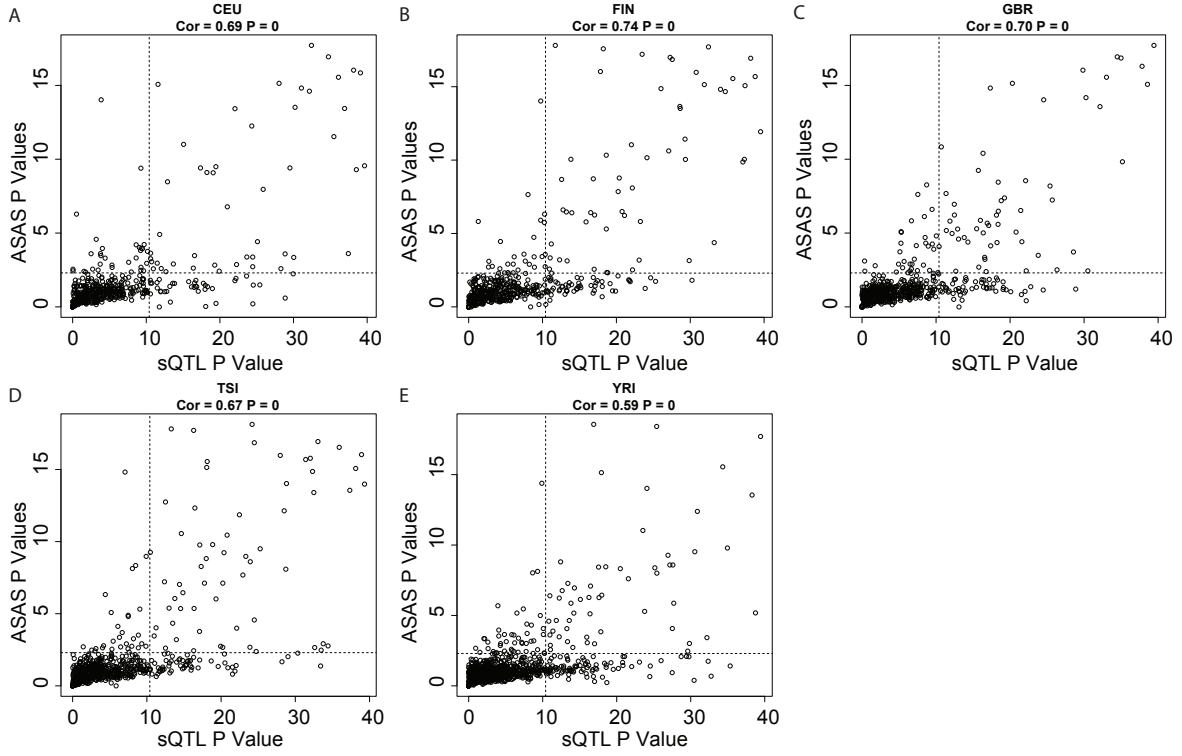 A
CEU
Cor = 0.69 P = 0
ASAS P Values
15
10
5
0
0 10 20 30 40
sQTL P Value
B
FIN
Cor = 0.74 P = 0
ASAS P Values
15
10
5
0
0 10 20 30 40
sQTL P Value
C
GBR
Cor = 0.70 P = 0
ASAS P Values
15
10
5
0
0 10 20 30 40
sQTL P Value
D
TSI
Cor = 0.67 P = 0
ASAS P Values
15
10
5
0
0 10 20 30 40
sQTL P Value
E
YRI
Cor = 0.59 P = 0
ASAS P Values
15
10
5
0
0 10 20 30 40
sQTL P Value